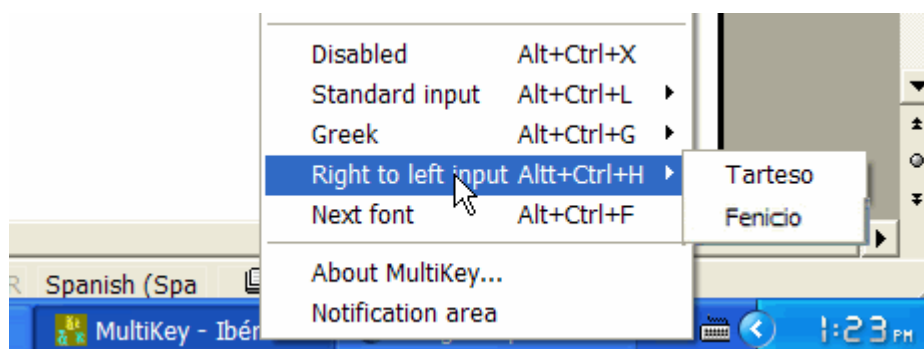 Disabled Alt+Ctrl+X
Standard input Alt+Ctrl+L
Greek Alt+Ctrl+G
Right to left input Altt+Ctrl+H
Tarteso
Next font Alt+Ctrl+F
Fenicio
About MultiKey...
Spanish (Spa
Notification area
MultiKey - Ibér
1:23 PM